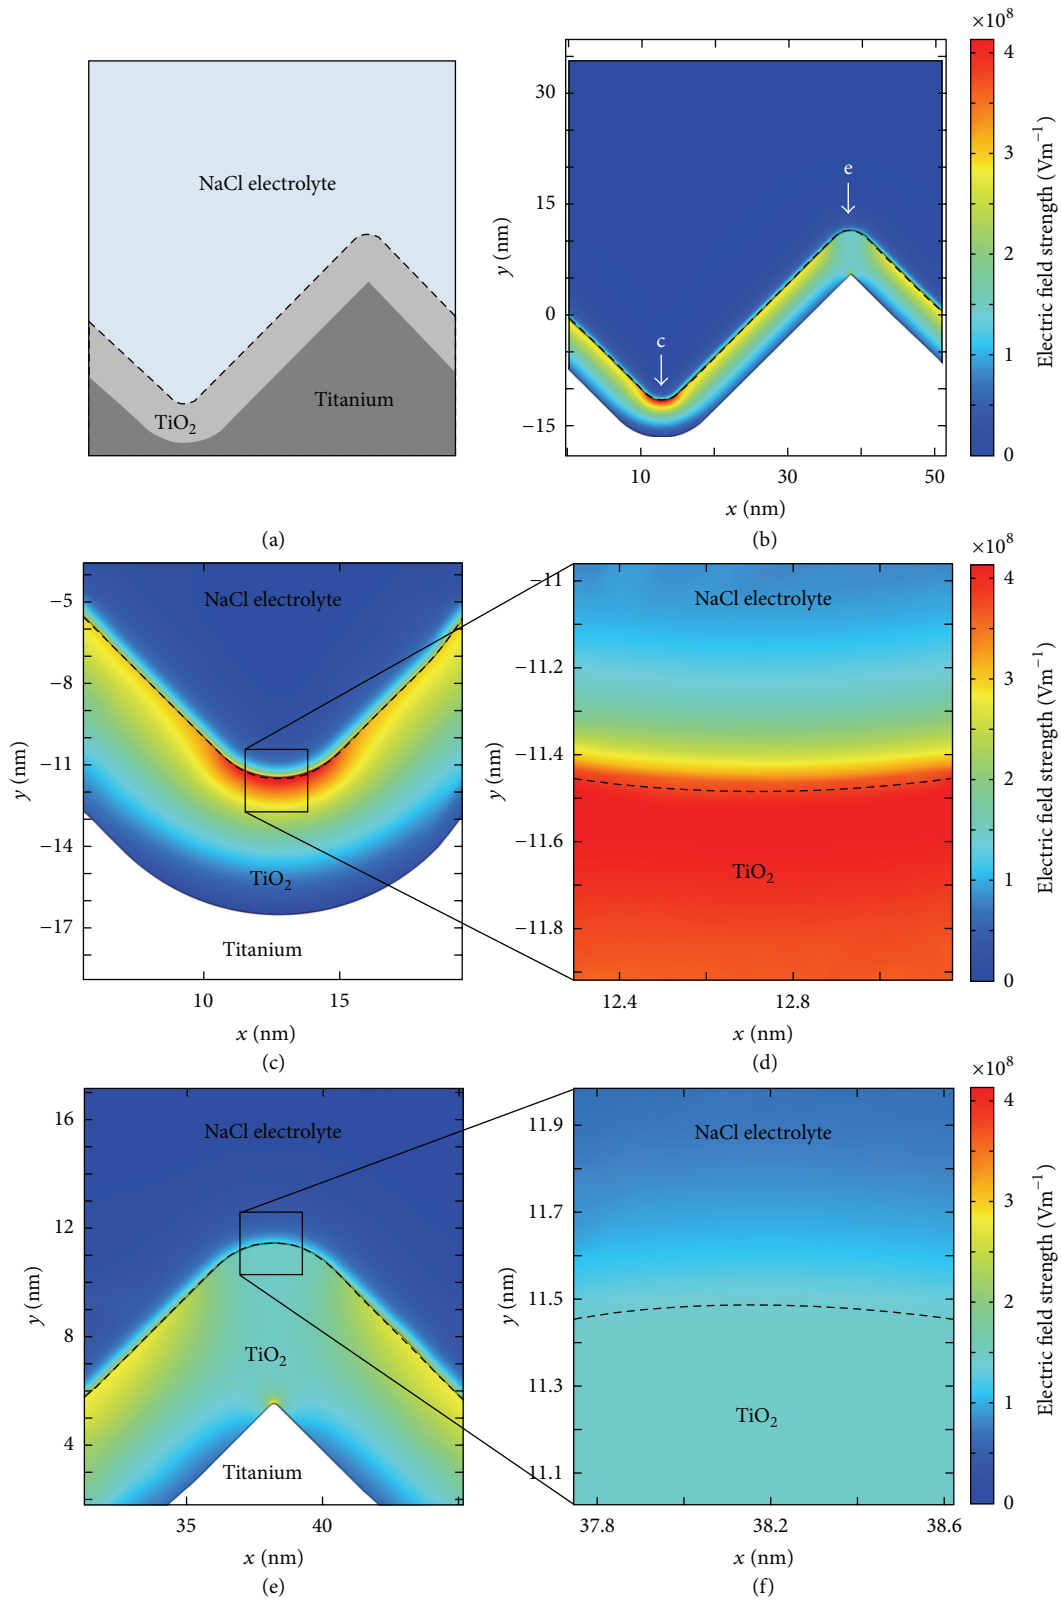 NaCl electrolyte
Titanium
TiO2
(a)
×10^8
4
3
2
1
0
Electric field strength (Vm−1)
30
15
0
−15
y (nm)
e
c
10
30
50
x (nm)
(b)
−5
−8
−11
−14
−17
y (nm)
NaCl electrolyte
TiO2
Titanium
10
15
x (nm)
(c)
×10^8
4
3
2
1
0
Electric field strength (Vm−1)
−11
−11.2
−11.4
−11.6
−11.8
y (nm)
NaCl electrolyte
TiO2
12.4
12.8
x (nm)
(d)
16
12
8
4
y (nm)
NaCl electrolyte
TiO2
Titanium
35
40
x (nm)
(e)
×10^8
4
3
2
1
0
Electric field strength (Vm−1)
11.9
11.7
11.5
11.3
11.1
y (nm)
NaCl electrolyte
TiO2
37.8
38.2
38.6
x (nm)
(f)